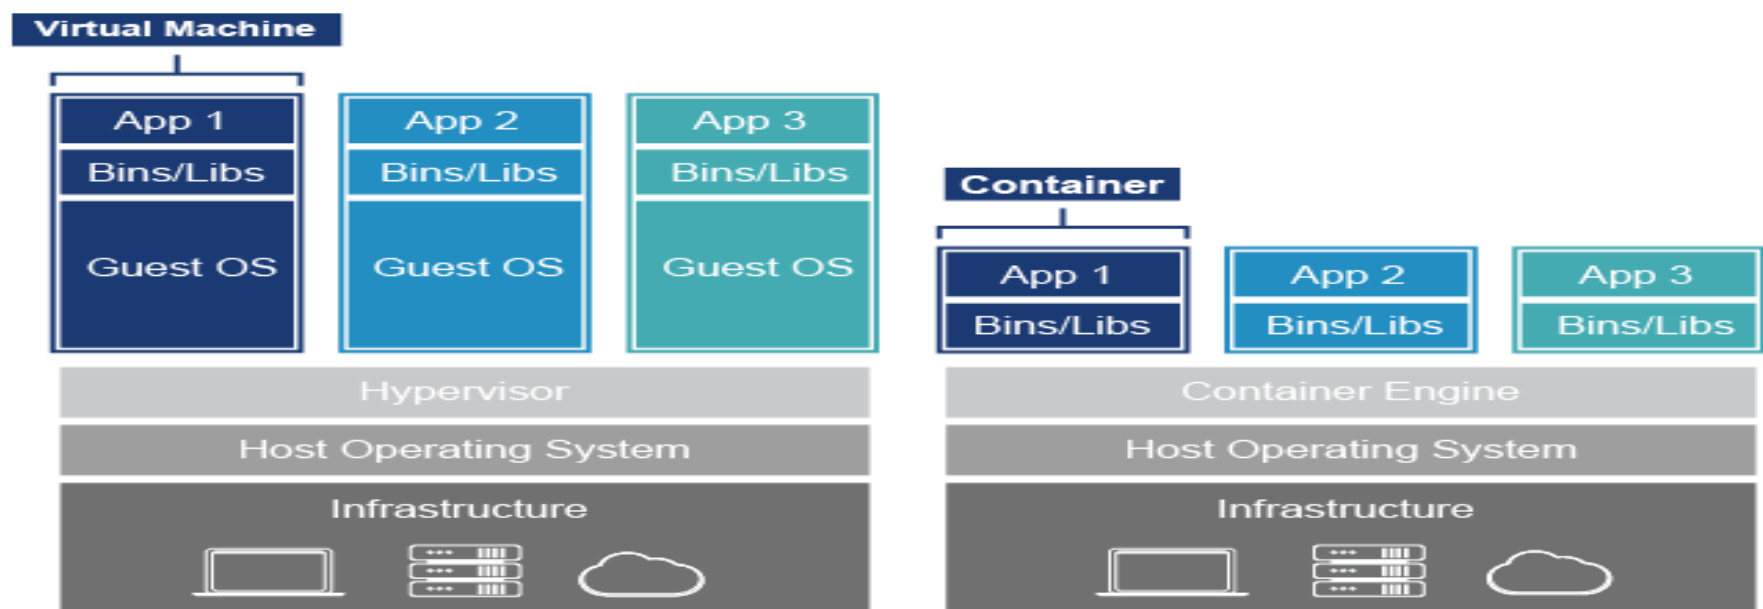 Virtual Machine
App 1
Bins/Libs
Guest OS
App 2
Bins/Libs
Guest OS
App 3
Bins/Libs
Guest OS
Hypervisor
Host Operating System
Infrastructure
Container
App 1
Bins/Libs
App 2
Bins/Libs
App 3
Bins/Libs
Container Engine
Host Operating System
Infrastructure